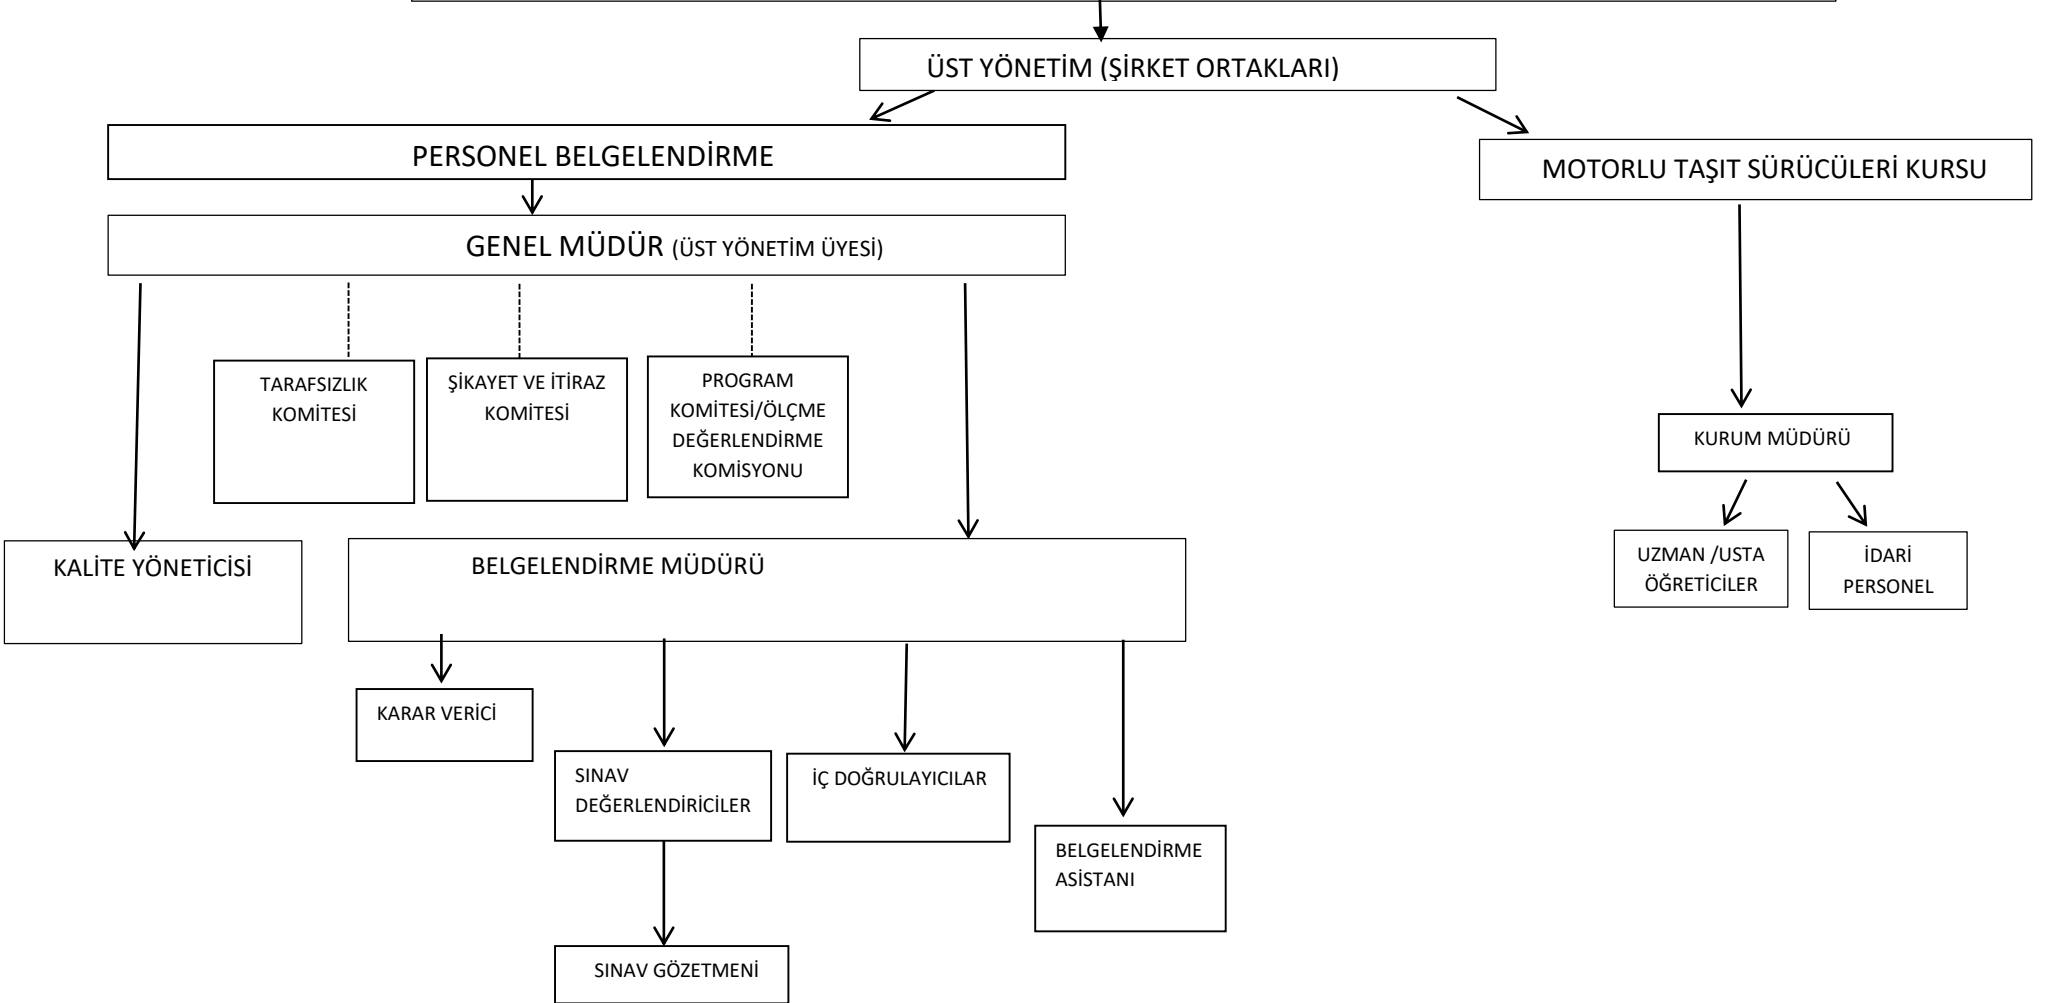 ÜST YÖNETİM (ŞİRKET ORTAKLARI)
PERSONEL BELGELENDİRME
MOTORLU TAŞIT SÜRÜCÜLERİ KURSU
GENEL MÜDÜR (ÜST YÖNETİM ÜYESİ)
TARAFSIZLIK
KOMİTESİ
ŞİKAYET VE İTİRAZ
KOMİTESİ
PROGRAM
KOMİTESİ/ÖLÇME
DEĞERLENDİRME
KOMİSYONU
KURUM MÜDÜRÜ
UZMAN /USTA
ÖĞRETİCİLER
İDARİ
PERSONEL
KALİTE YÖNETİCİSİ
BELGELENDİRME MÜDÜRÜ
KARAR VERİCİ
SINAV
DEĞERLENDİRİCİLER
İÇ DOĞRULAYICILAR
BELGELENDİRME
ASİSTANI
SINAV GÖZETMENİ